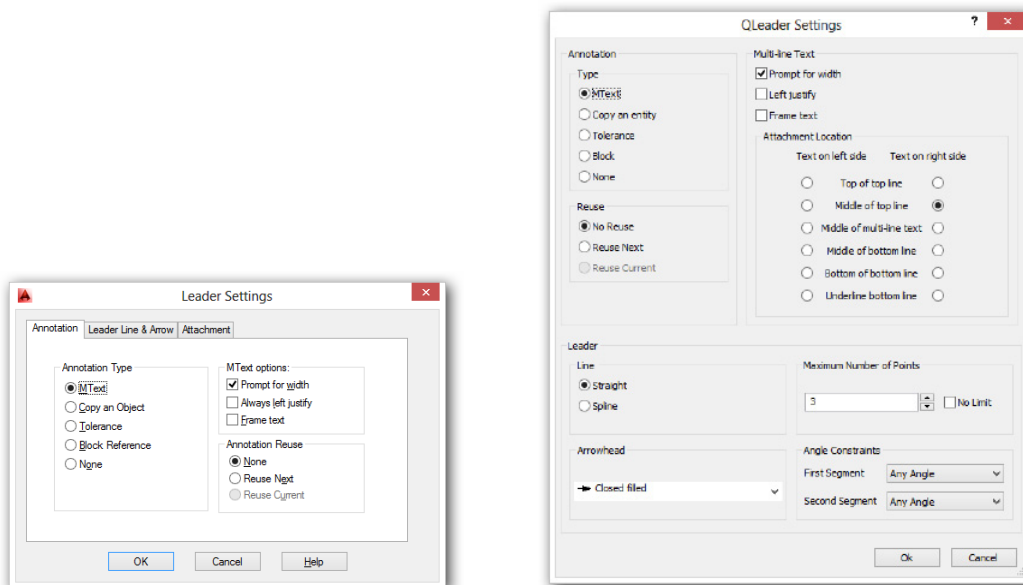 Leader Settings
Annotation Leader Line & Arrow Attachment
Annotation Type
MText
Copy an Object
Tolerance
Block Reference
None
MText options:
Prompt for width
Always left justify
Frame text
Annotation Reuse
None
Reuse Next
Reuse Current
OK Cancel Help
QLeader Settings
?
Annotation
Type
MText
Copy an entity
Tolerance
Block
None
Reuse
No Reuse
Reuse Next
Reuse Current
Multi-line Text
Prompt for width
Left justify
Frame text
Attachment Location
Text on left side Text on right side
Top of top line
Middle of top line
Middle of multi-line text
Middle of bottom line
Bottom of bottom line
Underline bottom line
Leader
Line
Straight
Spline
Maximum Number of Points
3 No Limit
Arrowhead
Closed filled
Angle Constraints
First Segment Any Angle
Second Segment Any Angle
Ok Cancel